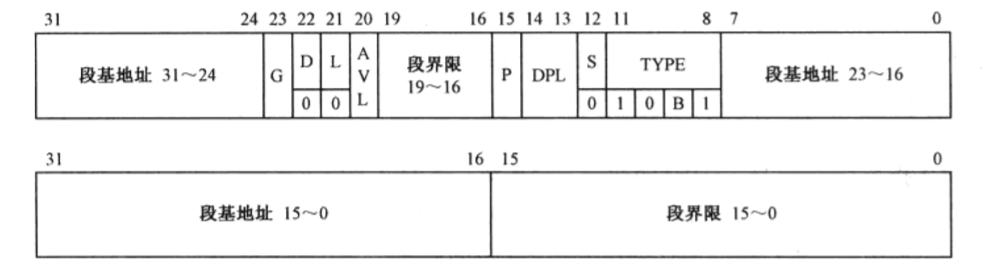 31 24 23 22 21 20 19 16 15 14 13 12 11 8 7 0
段基地址 31～24 G D L A V L 段界限 P DPL S TYPE 段基地址 23～16
19～16
0 0 0 1 0 B 1
31 16 15 0
段基地址 15～0 段界限 15～0